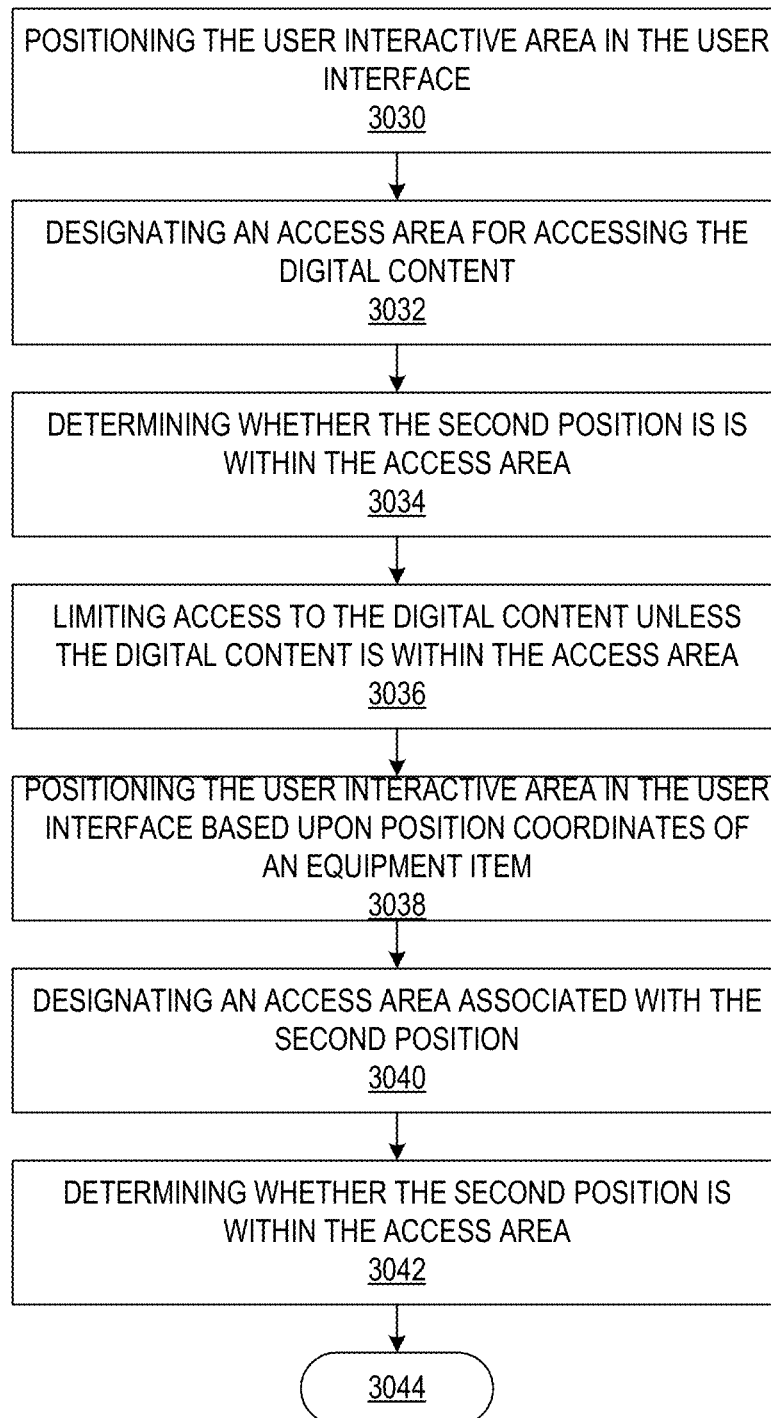 POSITIONING THE USER INTERACTIVE AREA IN THE USER
INTERFACE
3030
DESIGNATING AN ACCESS AREA FOR ACCESSING THE
DIGITAL CONTENT
3032
DETERMINING WHETHER THE SECOND POSITION IS IS
WITHIN THE ACCESS AREA
3034
LIMITING ACCESS TO THE DIGITAL CONTENT UNLESS
THE DIGITAL CONTENT IS WITHIN THE ACCESS AREA
3036
POSITIONING THE USER INTERACTIVE AREA IN THE USER
INTERFACE BASED UPON POSITION COORDINATES OF
AN EQUIPMENT ITEM
3038
DESIGNATING AN ACCESS AREA ASSOCIATED WITH THE
SECOND POSITION
3040
DETERMINING WHETHER THE SECOND POSITION IS
WITHIN THE ACCESS AREA
3042
3044